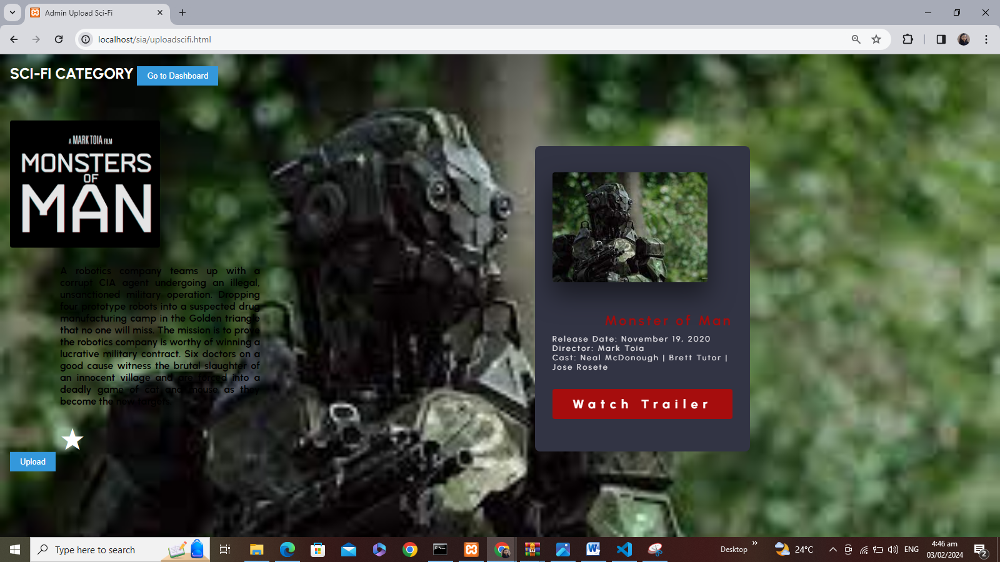 Admin Upload Sci-Fi
localhost/sia/uploadscifi.html
SCI-FI CATEGORY
Go to Dashboard
A MARK TOIA FILM
MONSTERS
OF
MAN
A robotics company teams up with a
corrupt CIA agent undergoing an illegal,
unsanctioned military operation. Dropping
four prototype robots into a suspected drug
manufacturing camp in the Golden triangle
that no one will miss. The mission is to prove
the robotics company is worthy of winning a
lucrative military contract. Six doctors on a
good cause witness the brutal slaughter of
an innocent village and are forced into a
deadly game of cat and mouse as they
become the new targets.
Upload
Monster of Man
Release Date: November 19, 2020
Director: Mark Toia
Cast: Neal McDonough | Brett Tutor |
Jose Rosete
Watch Trailer
Type here to search
Desktop
24°C
ENG
4:46 am
03/02/2024
2